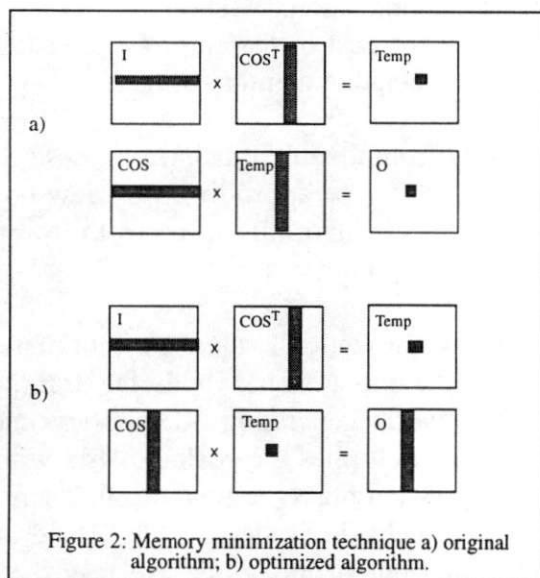 I x COS^T = Temp
a)
COS x Temp = O
I x COS^T = Temp
b)
COS x Temp = O
Figure 2: Memory minimization technique a) original
algorithm; b) optimized algorithm.